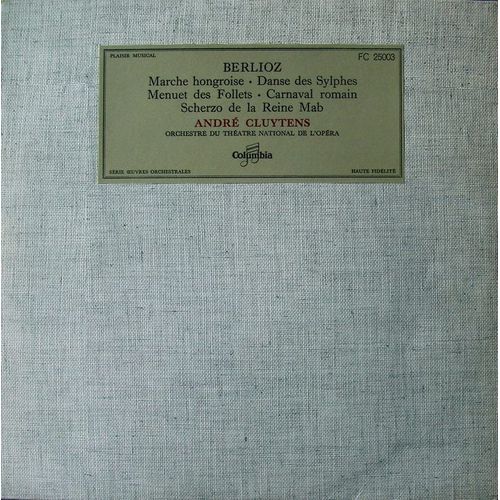 PLAISIR MUSICAL
FC 25003
BERLIOZ
Marche hongroise • Danse des Sylphes
Menuet des Follets • Carnaval romain
Scherzo de la Reine Mab
ANDRÉ CLUYTENS
ORCHESTRE DU THÉATRE NATIONAL DE L'OPÉRA
Columbia
SÉRIE ŒUVRES ORCHESTRALES
HAUTE FIDÉLITÉ